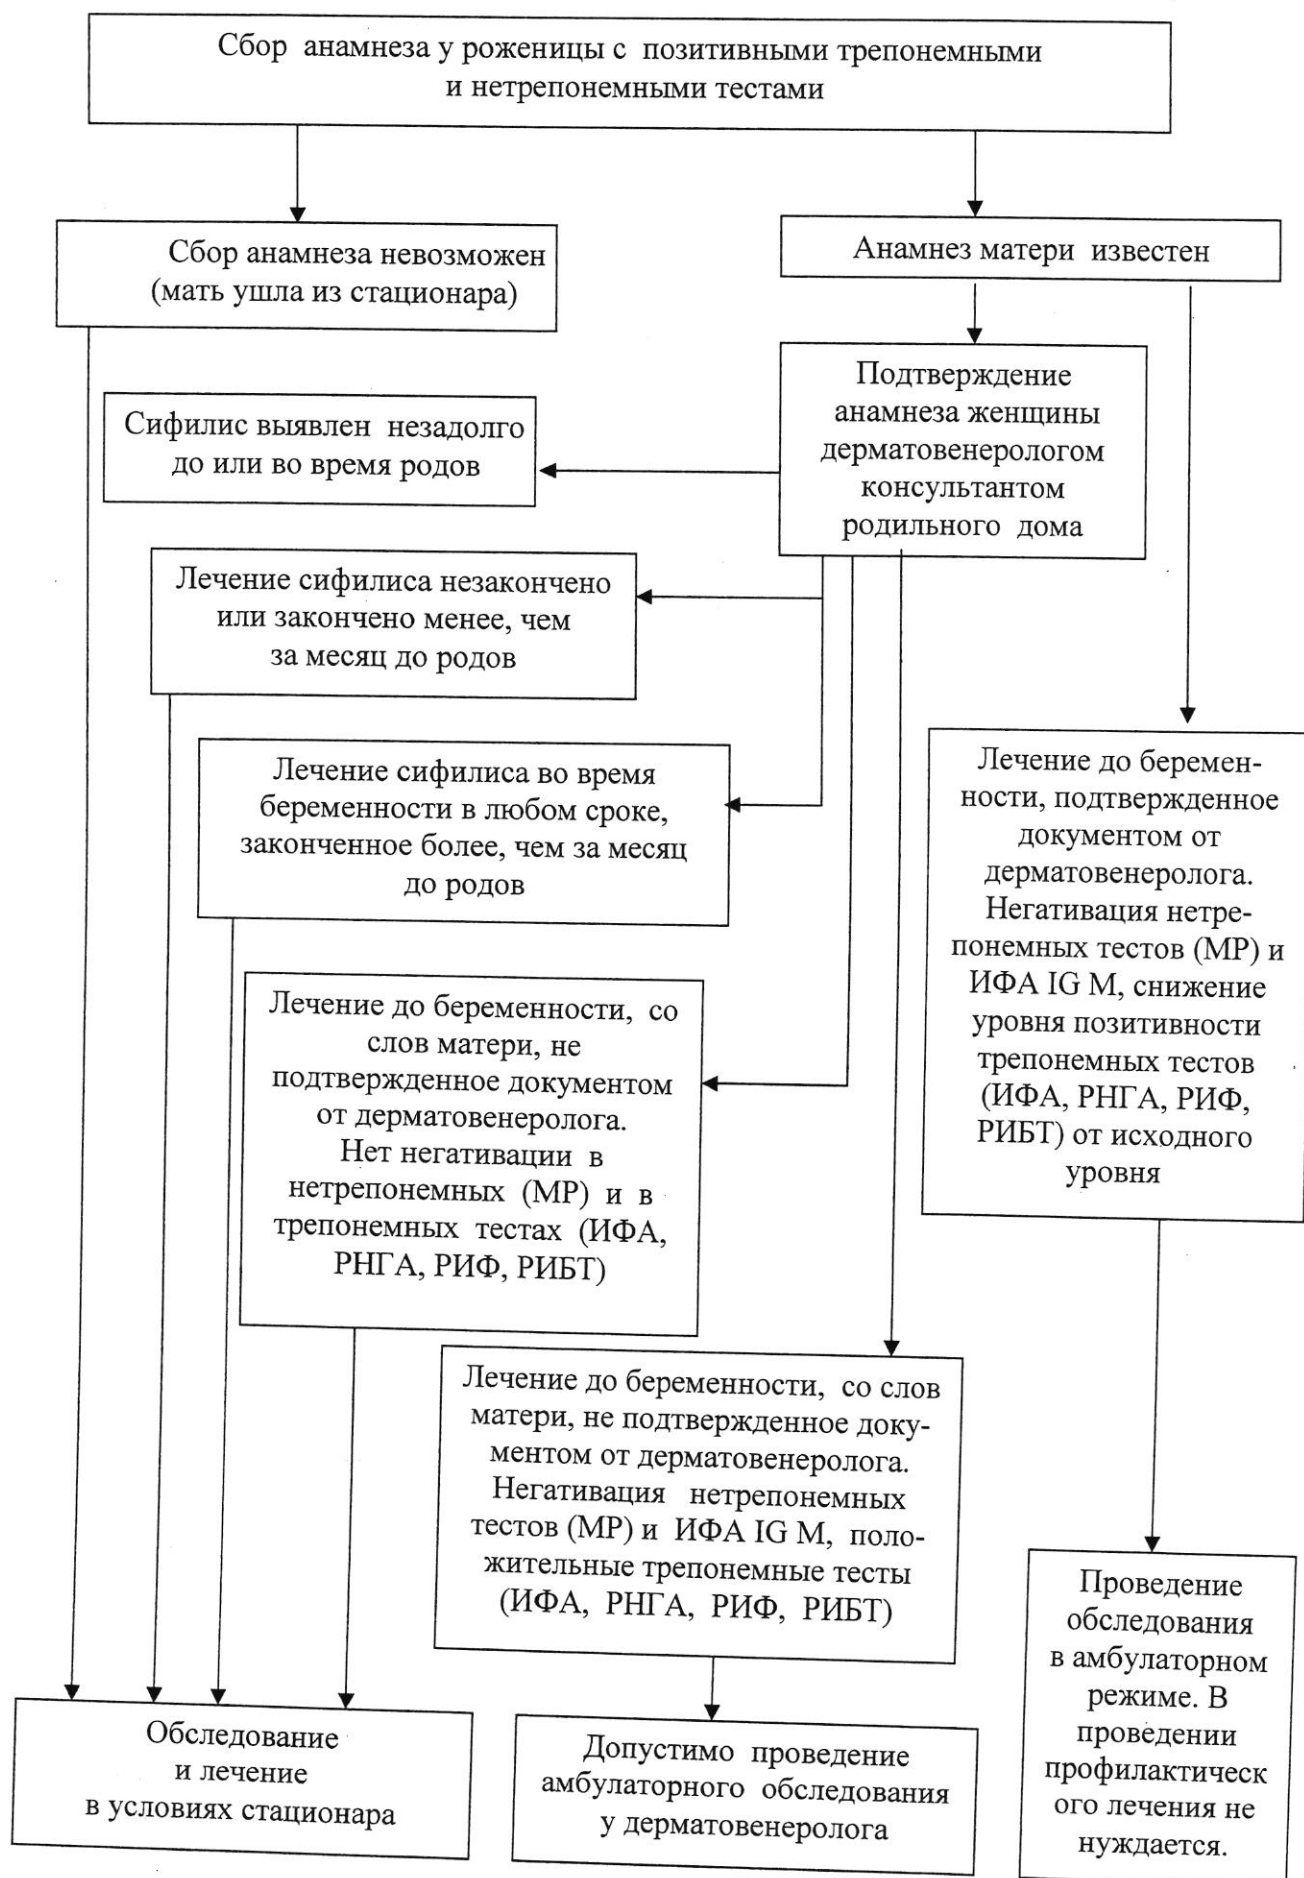 Сбор анамнеза у роженицы с позитивными трепонемными
и нетрепонемными тестами
Сбор анамнеза невозможен
(мать ушла из стационара)
Анамнез матери известен
Подтверждение
анамнеза женщины
дерматовенерологом
консультантом
родильного дома
Сифилис выявлен незадолго
до или во время родов
Лечение сифилиса незакончено
или закончено менее, чем
за месяц до родов
Лечение сифилиса во время
беременности в любом сроке,
законченное более, чем за месяц
до родов
Лечение до беремен-
ности, подтвержденное
документом от
дерматовенеролога.
Негативация нетре-
понемных тестов (МР) и
ИФА IG M, снижение
уровня позитивности
трепонемных тестов
(ИФА, РНГА, РИФ,
РИБТ) от исходного
уровня
Лечение до беременности, со
слов матери, не
подтвержденное документом
от дерматовенеролога.
Нет негативации в
нетрепонемных (МР) и в
трепонемных тестах (ИФА,
РНГА, РИФ, РИБТ)
Лечение до беременности, со слов
матери, не подтвержденное доку-
ментом от дерматовенеролога.
Негативация нетрепонемных
тестов (МР) и ИФА IG M, поло-
жительные трепонемные тесты
(ИФА, РНГА, РИФ, РИБТ)
Обследование
и лечение
в условиях стационара
Допустимо проведение
амбулаторного обследования
у дерматовенеролога
Проведение
обследования
в амбулаторном
режиме. В
проведении
профилактическ
ого лечения не
нуждается.